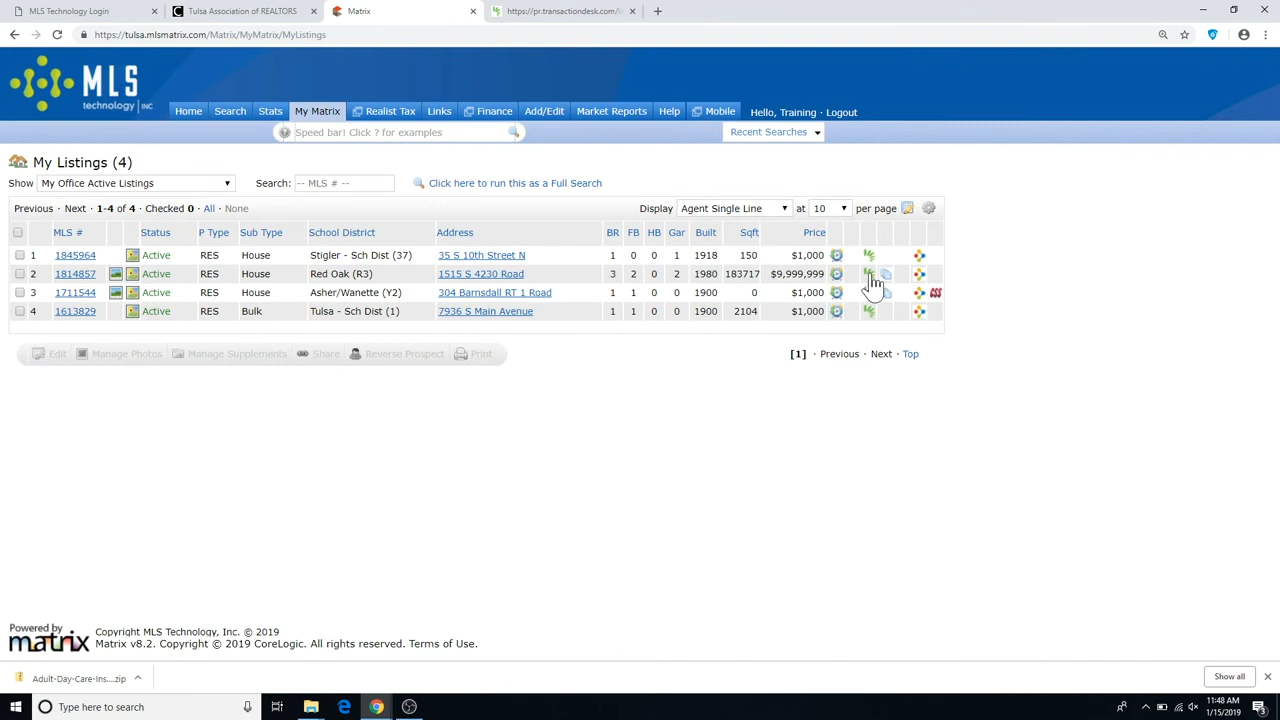 MLS Technology Login
Tulsa Association of REALTORS
Matrix
https://pr.transactiondesk.com/
https://tulsa.mlsmatrix.com/Matrix/MyMatrix/MyListings
MLS
technology INC
Home Search Stats My Matrix Realist Tax Links Finance Add/Edit Market Reports Help Mobile Hello, Training · Logout
Speed bar! Click ? for examples
Recent Searches
My Listings (4)
Show My Office Active Listings Search: -- MLS # -- Click here to run this as a Full Search
Previous · Next · 1-4 of 4 · Checked 0 · All · None Display Agent Single Line at 10 per page
MLS # Status P Type Sub Type School District Address BR FB HB Gar Built Sqft Price
1 1845964 Active RES House Stigler - Sch Dist (37) 35 S 10th Street N 1 0 0 1 1918 150 $1,000
2 1814857 Active RES House Red Oak (R3) 1515 S 4230 Road 3 2 0 2 1980 183717 $9,999,999
3 1711544 Active RES House Asher/Wanette (Y2) 304 Barnsdall RT 1 Road 1 1 0 0 1900 0 $1,000
4 1613829 Active RES Bulk Tulsa - Sch Dist (1) 7936 S Main Avenue 1 1 0 0 1900 2104 $1,000
Edit Manage Photos Manage Supplements Share Reverse Prospect Print
[1] · Previous · Next · Top
Powered by
matrix
Copyright MLS Technology, Inc. © 2019
Matrix v8.2. Copyright © 2019 CoreLogic. All rights reserved. Terms of Use.
Adult-Day-Care-Ins....zip
Show all
Type here to search
11:48 AM
1/15/2019
3